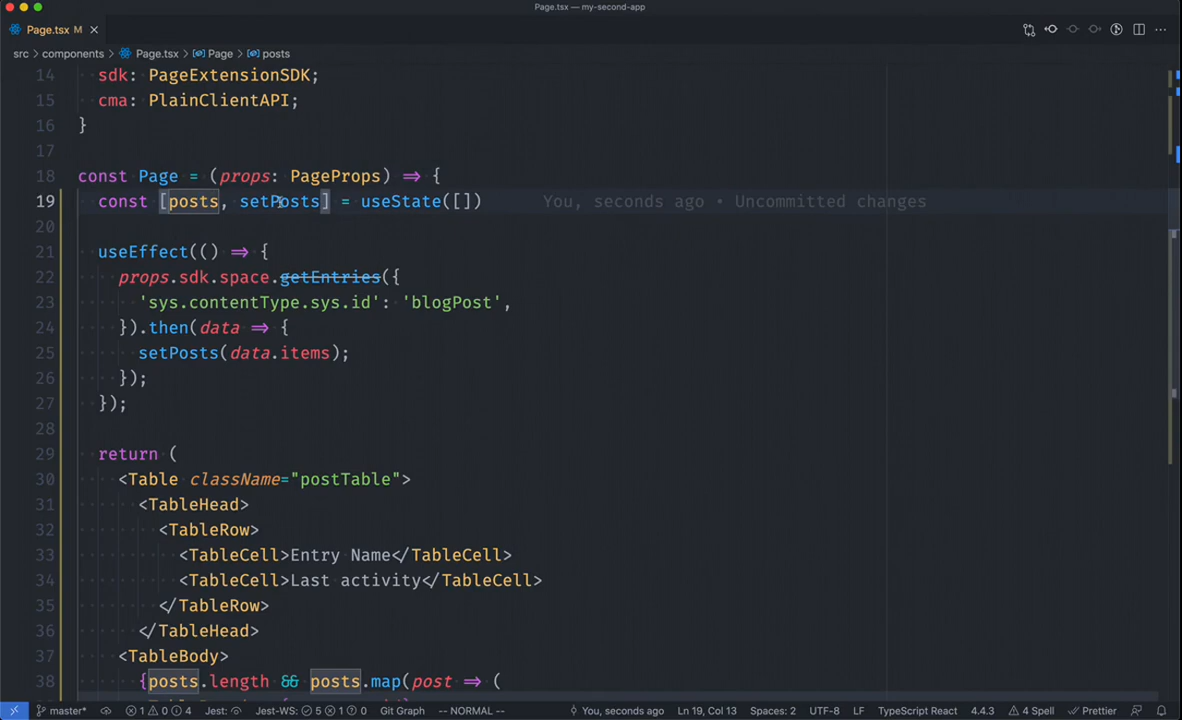 Page.tsx — my-second-app
Page.tsx M
src > components > Page.tsx > Page > posts
14 sdk: PageExtensionSDK;
15 cma: PlainClientAPI;
16 }
17
18 const Page = (props: PageProps) => {
19 const [posts, setPosts] = useState([]) You, seconds ago • Uncommitted changes
20
21 useEffect(() => {
22 props.sdk.space.getEntries({
23 'sys.contentType.sys.id': 'blogPost',
24 }).then(data => {
25 setPosts(data.items);
26 });
27 });
28
29 return (
30 <Table className="postTable">
31 <TableHead>
32 <TableRow>
33 <TableCell>Entry Name</TableCell>
34 <TableCell>Last activity</TableCell>
35 </TableRow>
36 </TableHead>
37 <TableBody>
38 {posts.length && posts.map(post => (
master* 1 0 4 Jest: Jest-WS: 5 1 0 Git Graph -- NORMAL -- You, seconds ago Ln 19, Col 13 Spaces: 2 UTF-8 LF TypeScript React 4.4.3 4 Spell Prettier